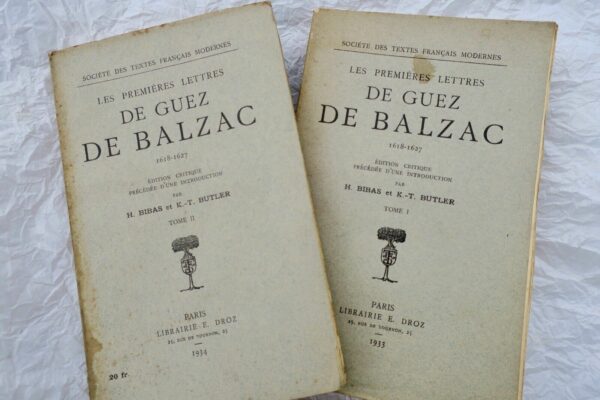 SOCIÉTÉ DES TEXTES FRANÇAIS MODERNES
LES PREMIÈRES LETTRES
DE GUEZ
DE BALZAC
1618-1627
ÉDITION CRITIQUE
PRÉCÉDÉE D'UNE INTRODUCTION
PAR
H. BIBAS et K.-T. BUTLER
TOME II
PARIS
LIBRAIRIE E. DROZ
25, RUE DE TOURNON, 25
1934
20 fr.
SOCIÉTÉ DES TEXTES FRANÇAIS MODERNES
LES PREMIÈRES LETTRES
DE GUEZ
DE BALZAC
1618-1627
ÉDITION CRITIQUE
PRÉCÉDÉE D'UNE INTRODUCTION
PAR
H. BIBAS et K.-T. BUTLER
TOME I
PARIS
LIBRAIRIE E. DROZ
25, RUE DE TOURNON, 25
1933